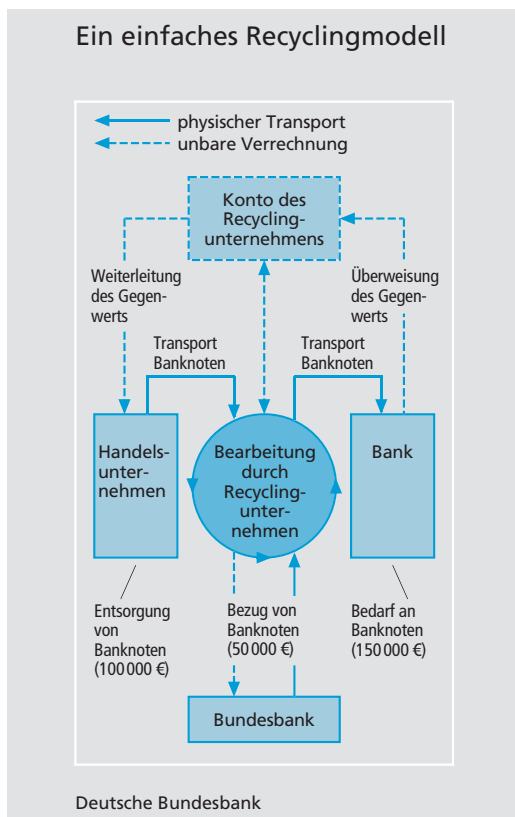 Ein einfaches Recyclingmodell
physischer Transport
unbare Verrechnung
Konto des
Recycling-
unternehmens
Weiterleitung
des Gegen-
werts
Überweisung
des Gegen-
werts
Transport
Banknoten
Transport
Banknoten
Handels-
unter-
nehmen
Bearbeitung
durch
Recycling-
unter-
nehmen
Bank
Entsorgung
von
Banknoten
(100 000 €)
Bezug von
Banknoten
(50 000 €)
Bedarf an
Banknoten
(150 000 €)
Bundesbank
Deutsche Bundesbank